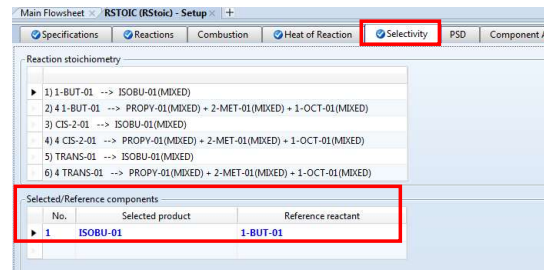 Main Flowsheet × RSTOIC (RStoic) - Setup × +
Specifications Reactions Combustion Heat of Reaction Selectivity PSD Component A
Reaction stoichiometry
1) 1-BUT-01 --> ISOBU-01(MIXED)
2) 4 1-BUT-01 --> PROPY-01(MIXED) + 2-MET-01(MIXED) + 1-OCT-01(MIXED)
3) CIS-2-01 --> ISOBU-01(MIXED)
4) 4 CIS-2-01 --> PROPY-01(MIXED) + 2-MET-01(MIXED) + 1-OCT-01(MIXED)
5) TRANS-01 --> ISOBU-01(MIXED)
6) 4 TRANS-01 --> PROPY-01(MIXED) + 2-MET-01(MIXED) + 1-OCT-01(MIXED)
Selected/Reference components
No. Selected product Reference reactant
1 ISOBU-01 1-BUT-01